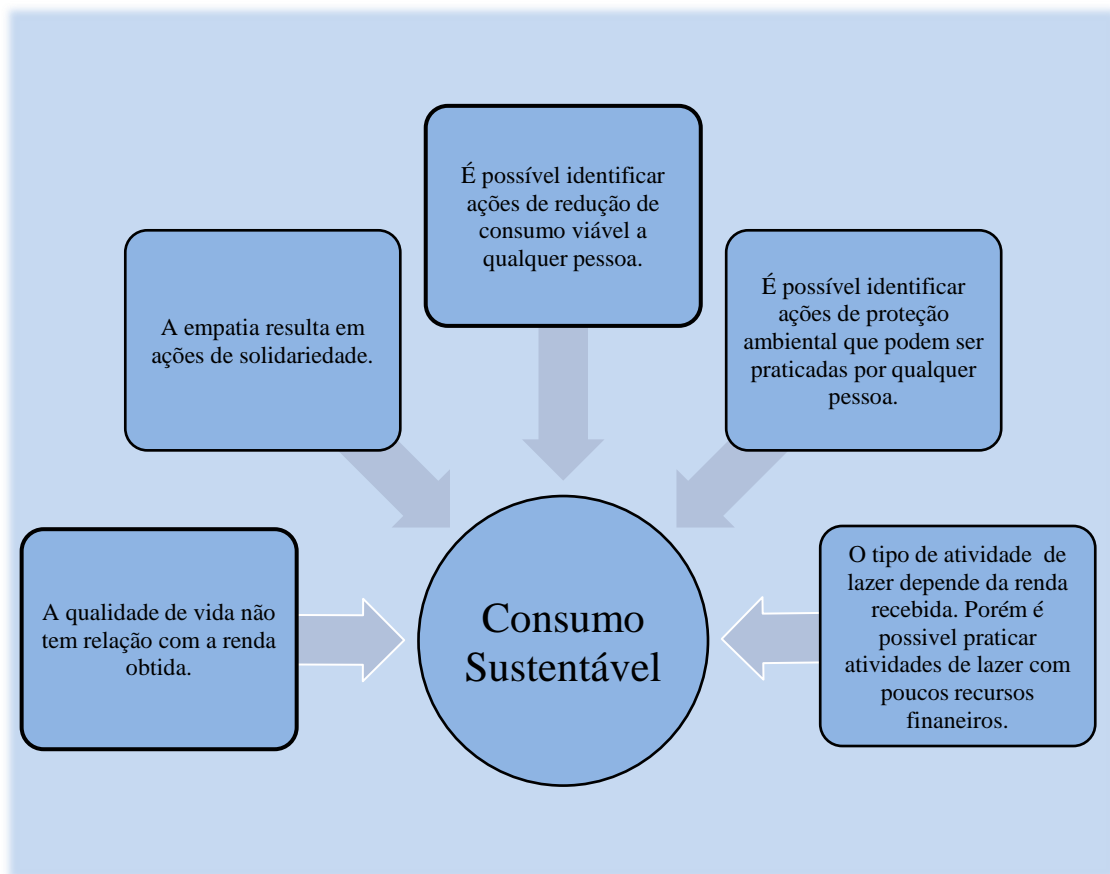 É possível identificar
ações de redução de
consumo viável a
qualquer pessoa.
A empatia resulta em
ações de solidariedade.
É possível identificar
ações de proteção
ambiental que podem ser
praticadas por qualquer
pessoa.
A qualidade de vida não
tem relação com a renda
obtida.
Consumo
Sustentável
O tipo de atividade de
lazer depende da renda
recebida. Porém é
possivel praticar
atividades de lazer com
poucos recursos
finaneiros.